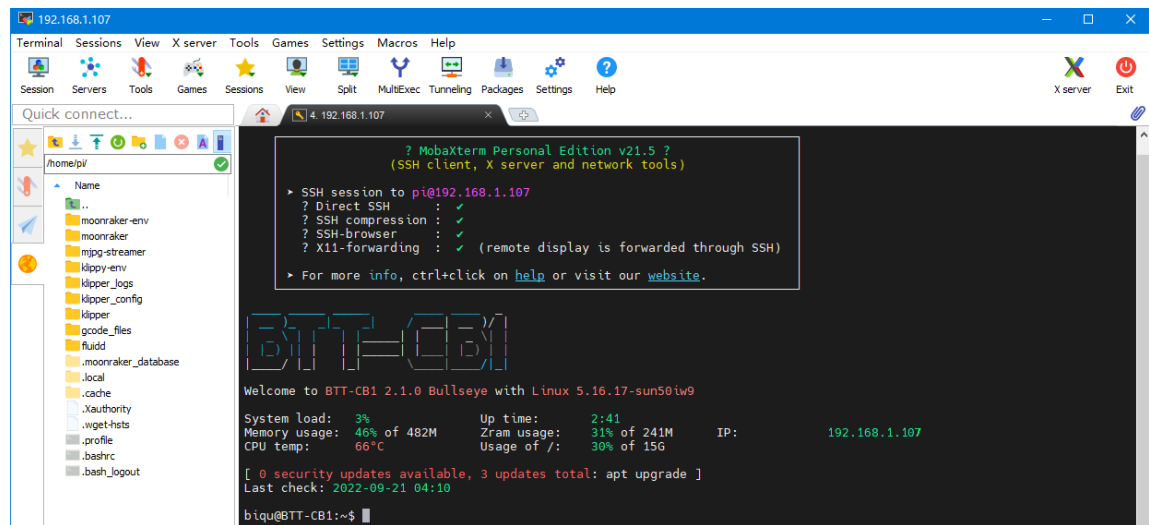 192.168.1.107
Terminal Sessions View X server Tools Games Settings Macros Help
Session Servers Tools Games Sessions View Split MultiExec Tunneling Packages Settings Help X server Exit
Quick connect...
4. 192.168.1.107
/home/pi/
Name
..
moonraker-env
moonraker
mjpg-streamer
klippy-env
klipper_logs
klipper_config
klipper
gcode_files
fluidd
.moonraker_database
.local
.cache
.Xauthority
.wget-hsts
.profile
.bashrc
.bash_logout
? MobaXterm Personal Edition v21.5 ?
(SSH client, X server and network tools)
➤ SSH session to pi@192.168.1.107
? Direct SSH : ✔
? SSH compression : ✔
? SSH-browser : ✔
? X11-forwarding : ✔ (remote display is forwarded through SSH)
➤ For more info, ctrl+click on help or visit our website.
BTT-CB1
Welcome to BTT-CB1 2.1.0 Bullseye with Linux 5.16.17-sun50iw9
System load: 3% Up time: 2:41
Memory usage: 46% of 482M Zram usage: 31% of 241M IP: 192.168.1.107
CPU temp: 66°C Usage of /: 30% of 15G
[ 0 security updates available, 3 updates total: apt upgrade ]
Last check: 2022-09-21 04:10
biqu@BTT-CB1:~$